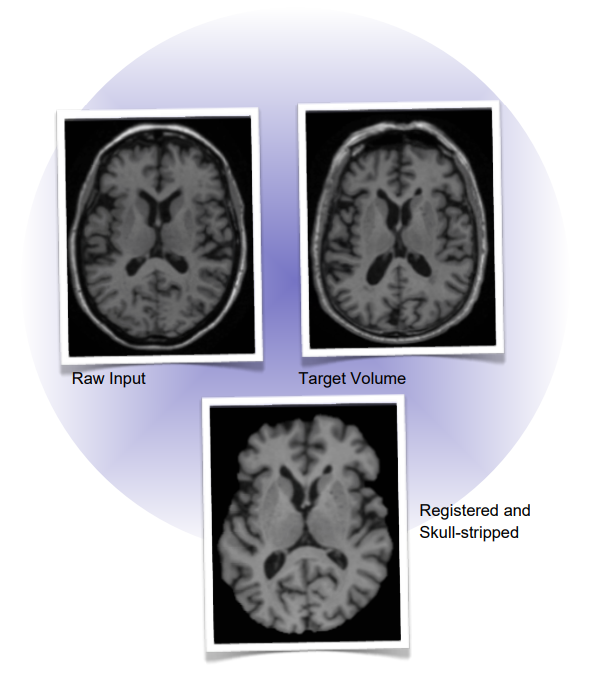 Raw Input
Target Volume
Registered and
Skull-stripped